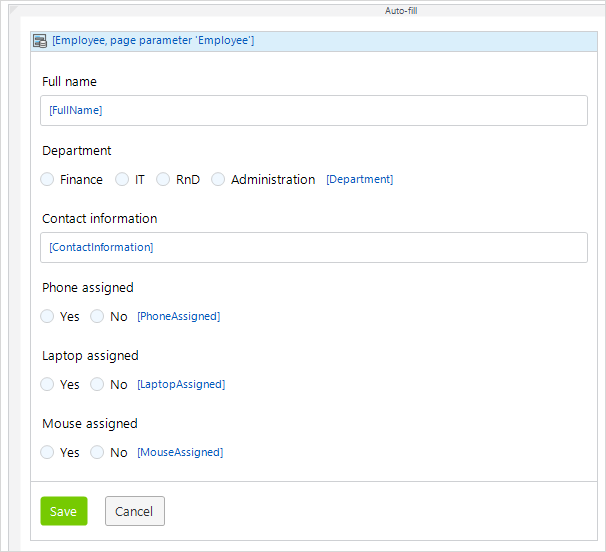 Auto-fill
[Employee, page parameter 'Employee']
Full name
[FullName]
Department
Finance IT RnD Administration [Department]
Contact information
[ContactInformation]
Phone assigned
Yes No [PhoneAssigned]
Laptop assigned
Yes No [LaptopAssigned]
Mouse assigned
Yes No [MouseAssigned]
Save Cancel